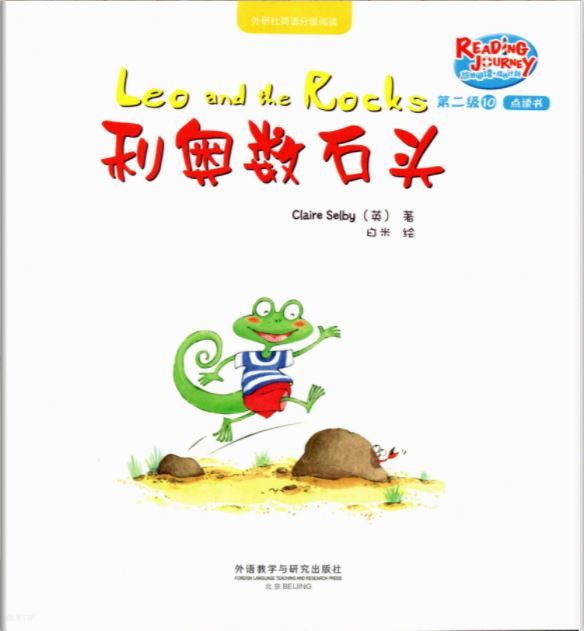 外研社英语分级阅读
READING
JOURNEY
Leo and the Rocks 第二级10 点读书
利奥数石头
Claire Selby（英） 著
白米 绘
外语教学与研究出版社
FOREIGN LANGUAGE TEACHING AND RESEARCH PRESS
北京 BEIJING